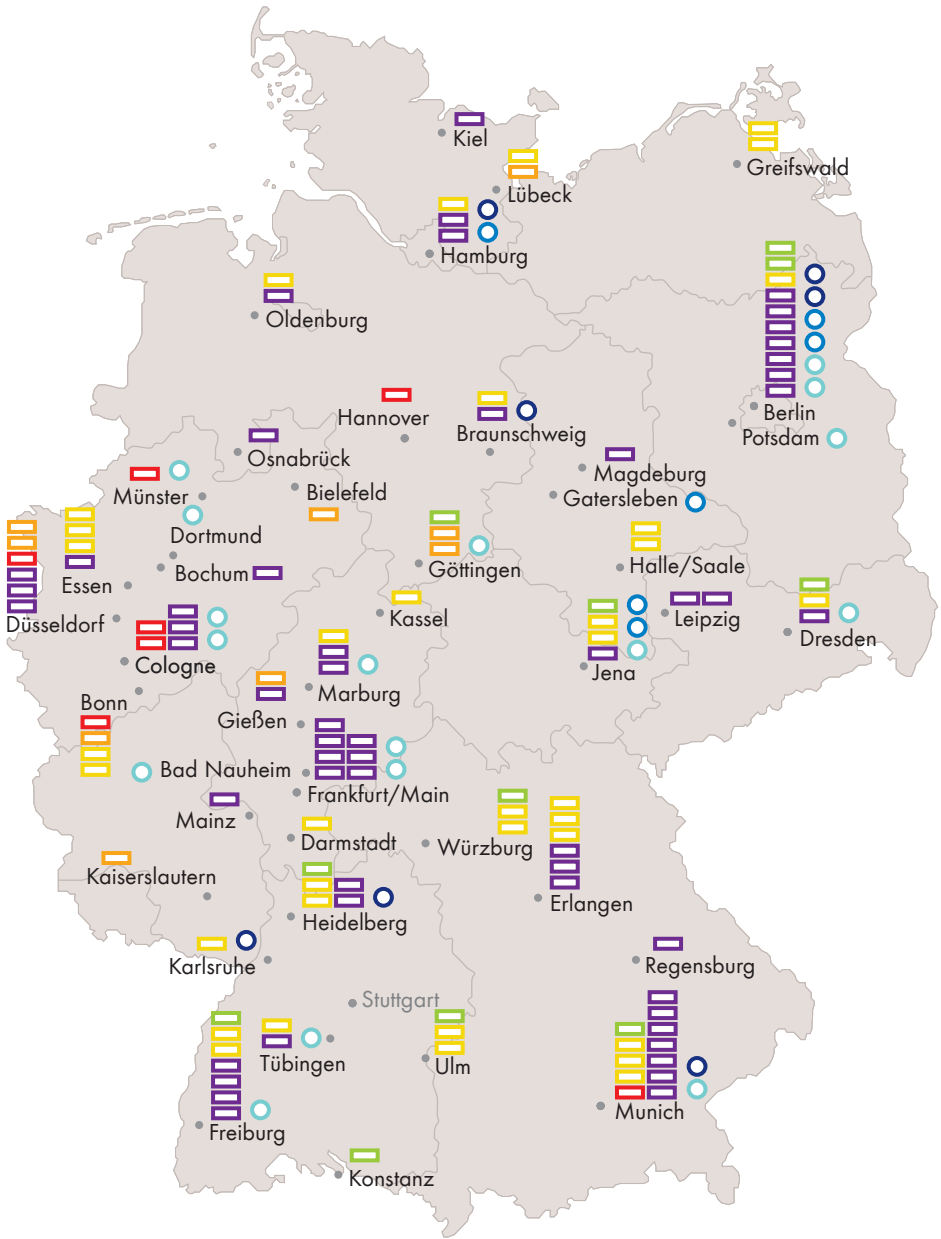 Kiel
Greifswald
Lübeck
Hamburg
Oldenburg
Hannover
Berlin
Braunschweig
Potsdam
Osnabrück
Magdeburg
Münster
Bielefeld
Gatersleben
Dortmund
Göttingen
Halle/Saale
Essen
Bochum
Düsseldorf
Kassel
Leipzig
Dresden
Cologne
Jena
Marburg
Bonn
Gießen
Bad Nauheim
Frankfurt/Main
Mainz
Darmstadt
Würzburg
Kaiserslautern
Erlangen
Heidelberg
Karlsruhe
Regensburg
Stuttgart
Tübingen
Ulm
Munich
Freiburg
Konstanz